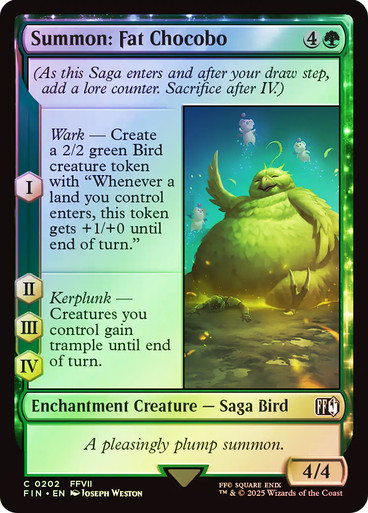 Summon: Fat Chocobo 4
(As this Saga enters and after your draw step,
add a lore counter. Sacrifice after IV.)
I
Wark — Create
a 2/2 green Bird
creature token
with “Whenever a
land you control
enters, this token
gets +1/+0 until
end of turn.”
II
III
IV
Kerplunk —
Creatures you
control gain
trample until end
of turn.
Enchantment Creature — Saga Bird
FF
A pleasingly plump summon.
4/4
C 0202 FFVII
FIN • EN Joseph Weston
FF© SQUARE ENIX
™ & © 2025 Wizards of the Coast